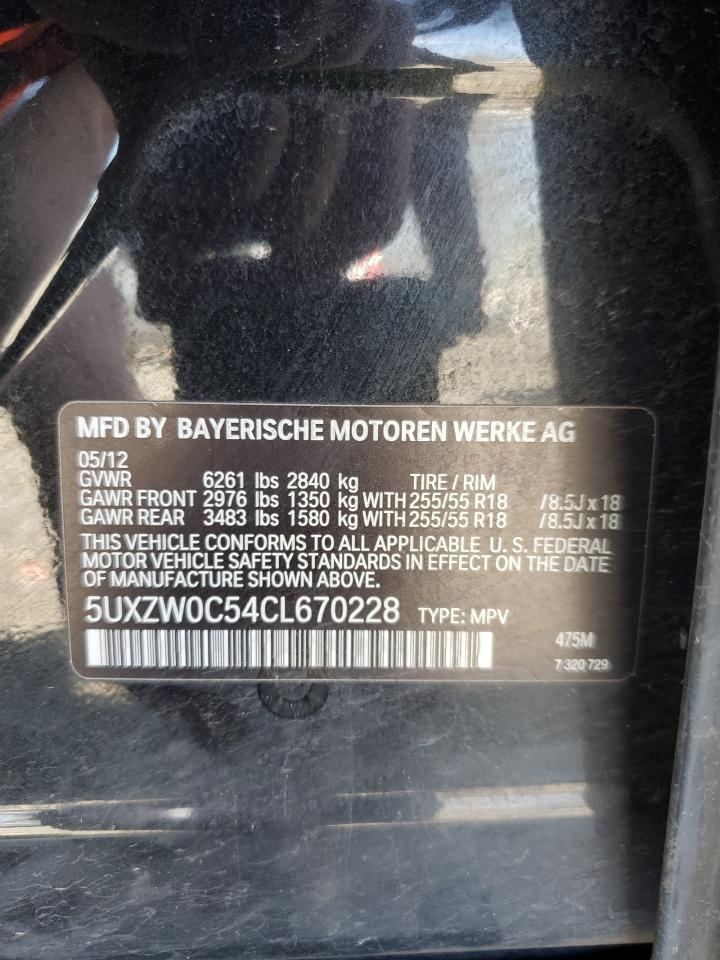 MFD BY BAYERISCHE MOTOREN WERKE AG
05/12
GVWR 6261 lbs 2840 kg TIRE / RIM
GAWR FRONT 2976 lbs 1350 kg WITH 255/55 R18 /8.5J x 18
GAWR REAR 3483 lbs 1580 kg WITH 255/55 R18 /8.5J x 18
THIS VEHICLE CONFORMS TO ALL APPLICABLE U. S. FEDERAL
MOTOR VEHICLE SAFETY STANDARDS IN EFFECT ON THE DATE
OF MANUFACTURE SHOWN ABOVE.
5UXZW0C54CL670228 TYPE: MPV
475M
7 320 729